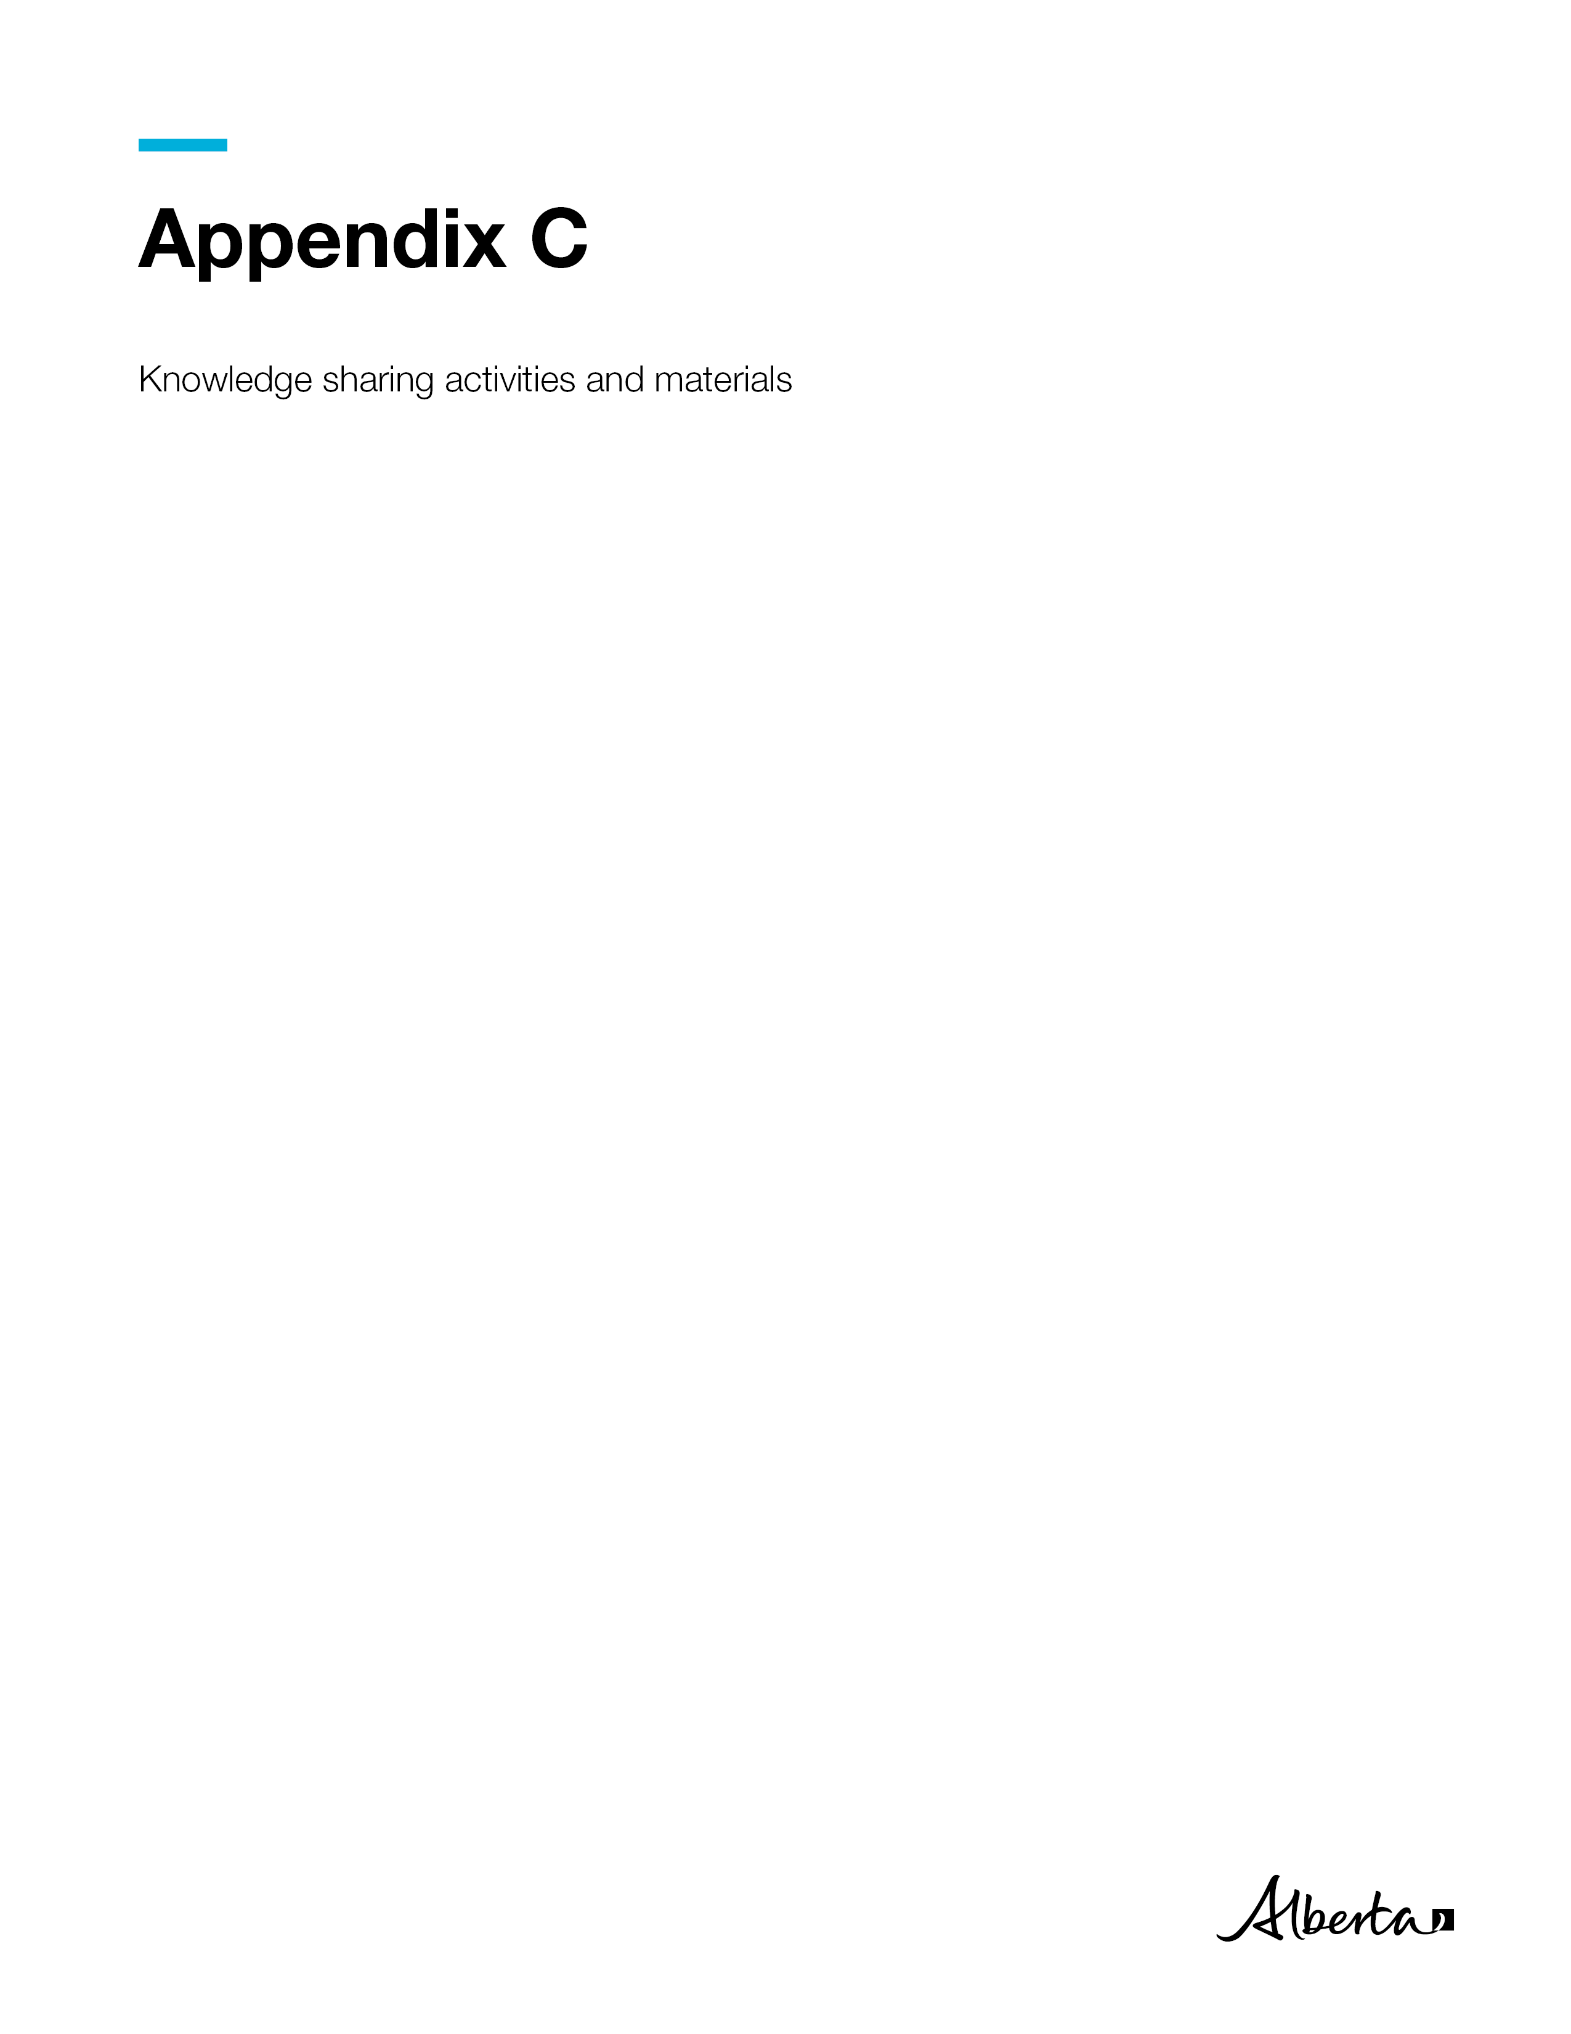 Appendix C
Knowledge sharing activities and materials
Alberta